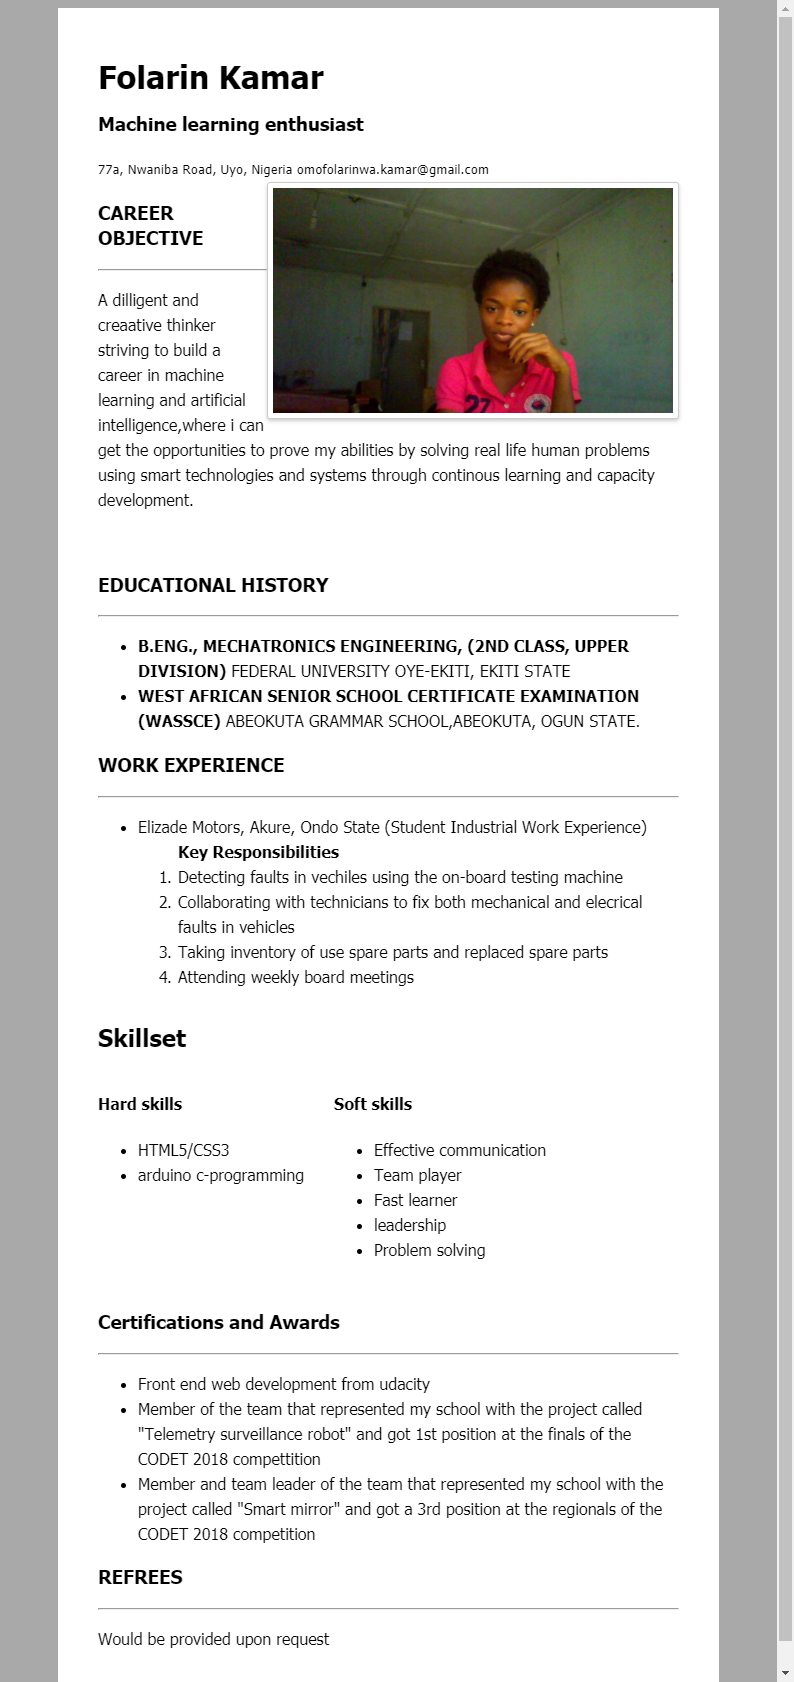 Folarin Kamar
Machine learning enthusiast
77a, Nwaniba Road, Uyo, Nigeria omofolarinwa.kamar@gmail.com
CAREER
OBJECTIVE
A dilligent and
creaative thinker
striving to build a
career in machine
learning and artificial
intelligence,where i can
get the opportunities to prove my abilities by solving real life human problems
using smart technologies and systems through continous learning and capacity
development.
27
EDUCATIONAL HISTORY
• B.ENG., MECHATRONICS ENGINEERING, (2ND CLASS, UPPER
DIVISION) FEDERAL UNIVERSITY OYE-EKITI, EKITI STATE
• WEST AFRICAN SENIOR SCHOOL CERTIFICATE EXAMINATION
(WASSCE) ABEOKUTA GRAMMAR SCHOOL,ABEOKUTA, OGUN STATE.
WORK EXPERIENCE
• Elizade Motors, Akure, Ondo State (Student Industrial Work Experience)
Key Responsibilities
1. Detecting faults in vechiles using the on-board testing machine
2. Collaborating with technicians to fix both mechanical and elecrical
faults in vehicles
3. Taking inventory of use spare parts and replaced spare parts
4. Attending weekly board meetings
Skillset
Hard skills
• HTML5/CSS3
• arduino c-programming
Soft skills
• Effective communication
• Team player
• Fast learner
• leadership
• Problem solving
Certifications and Awards
• Front end web development from udacity
• Member of the team that represented my school with the project called
"Telemetry surveillance robot" and got 1st position at the finals of the
CODET 2018 compettition
• Member and team leader of the team that represented my school with the
project called "Smart mirror" and got a 3rd position at the regionals of the
CODET 2018 competition
REFREES
Would be provided upon request